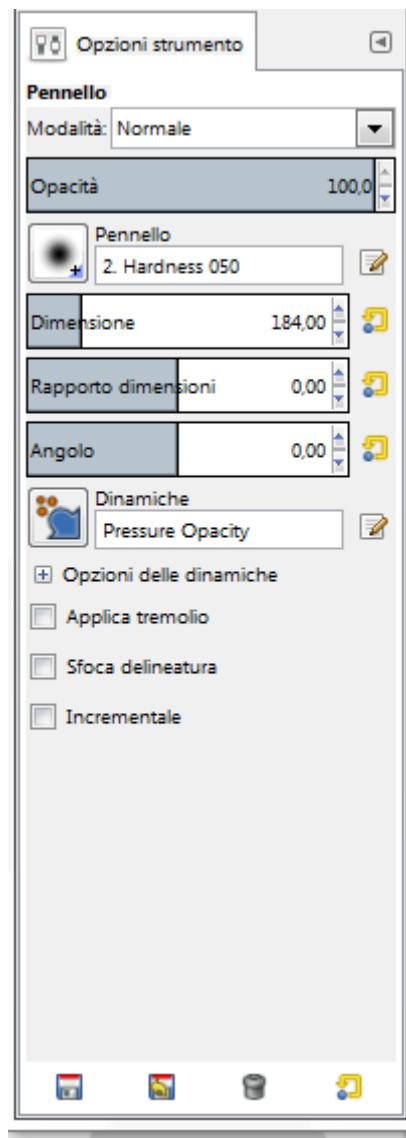 Opzioni strumento
Pennello
Modalità: Normale
Opacità 100,0
Pennello
2. Hardness 050
Dimensione 184,00
Rapporto dimensioni 0,00
Angolo 0,00
Dinamiche
Pressure Opacity
Opzioni delle dinamiche
Applica tremolio
Sfoca delineatura
Incrementale